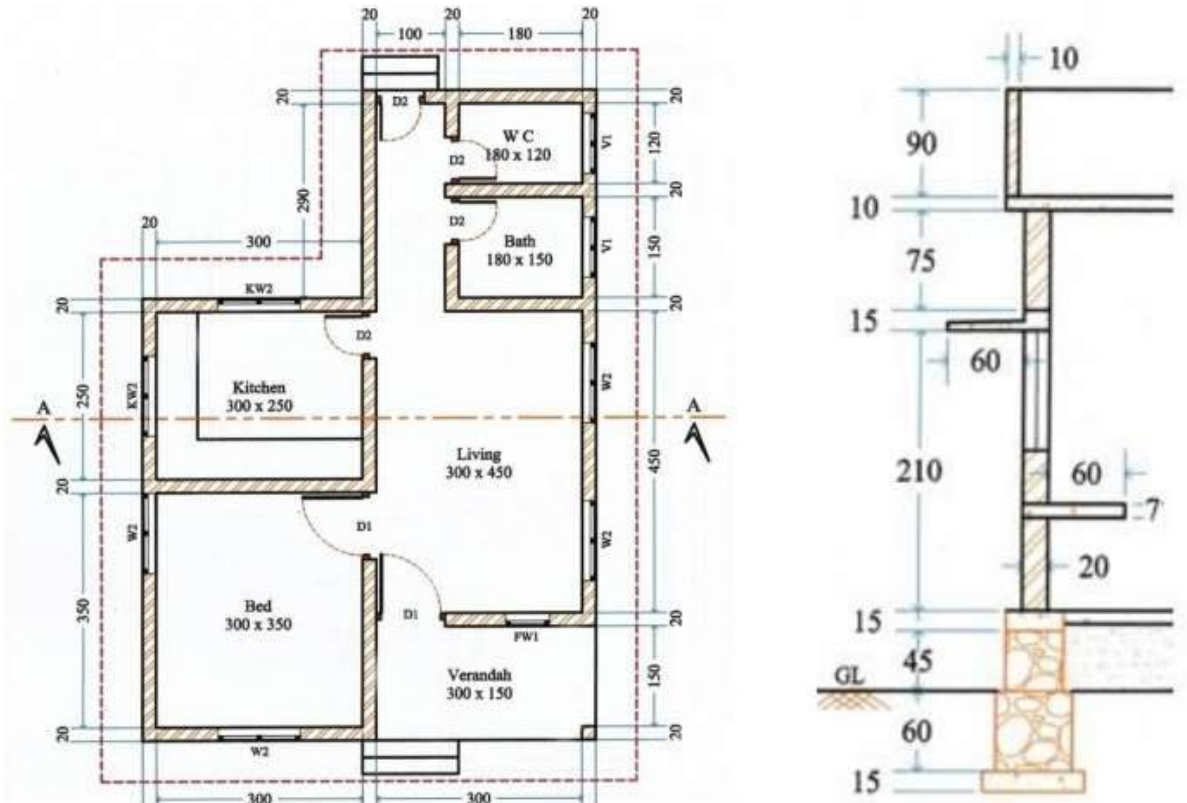 20
20
20
100
180
20
D2
20
W C
180 x 120
V1
120
D2
20
290
D2
Bath
180 x 150
V1
150
20
300
20
KW2
20
D2
KW2
Kitchen
300 x 250
250
W2
A
A
Living
300 x 450
450
20
W2
D1
W2
Bed
300 x 350
350
D1
FW1
20
Verandah
300 x 150
150
20
W2
20
300
300
10
90
10
75
15
60
210
60
7
20
15
45
GL
60
15